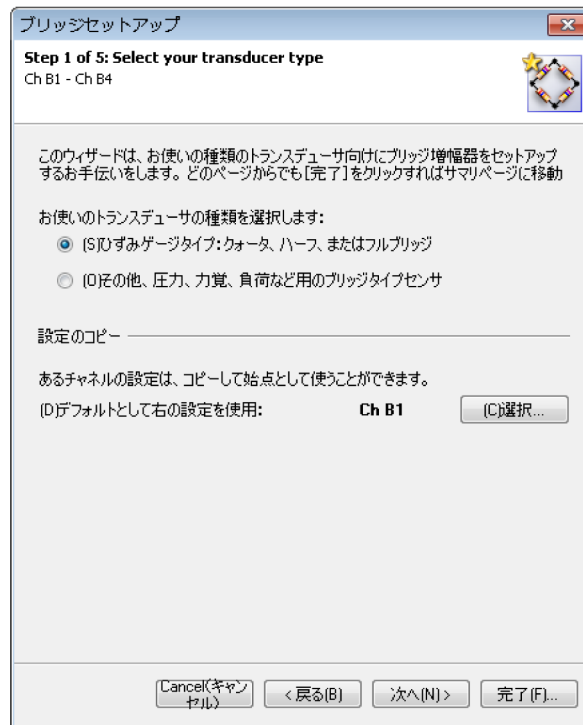 ブリッジセットアップ
Step 1 of 5: Select your transducer type
Ch B1 - Ch B4
このウィザードは、お使いの種類のトランスデューサ向けにブリッジ増幅器をセットアップ
するお手伝いをします。どのページからでも[完了]をクリックすればサマリページに移動
お使いのトランスデューサの種類を選択します:
(S)ひずみゲージタイプ:クォータ、ハーフ、またはフルブリッジ
(O)その他、圧力、力覚、負荷など用のブリッジタイプセンサ
設定のコピー
あるチャネルの設定は、コピーして始点として使うことができます。
(D)デフォルトとして右の設定を使用: Ch B1 (C)選択...
Cancel(キャン
セル) <戻る(B) 次へ(N)> 完了(F)...